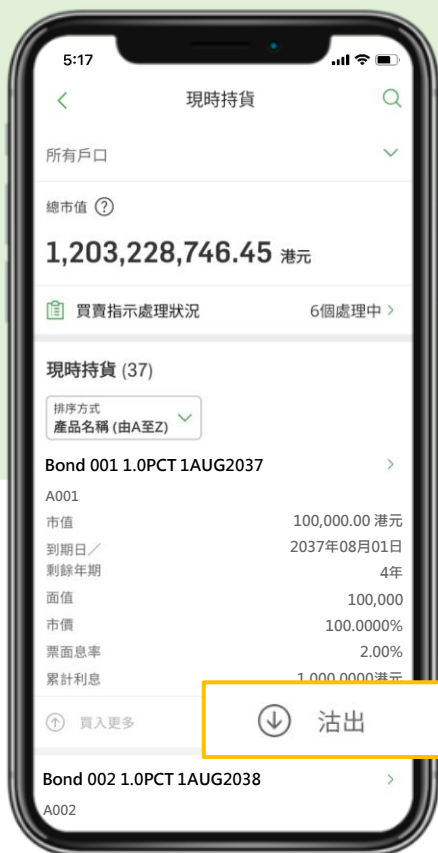 5:17
現時持貨
所有戶口
總市值 ?
1,203,228,746.45 港元
買賣指示處理狀況 6個處理中
現時持貨 (37)
排序方式
產品名稱 (由A至Z)
Bond 001 1.0PCT 1AUG2037
A001
市值 100,000.00 港元
到期日／ 2037年08月01日
剩餘年期 4年
面值 100,000
市價 100.0000%
票面息率 2.00%
累計利息 1,000.0000港元
買入更多 沽出
Bond 002 1.0PCT 1AUG2038
A002